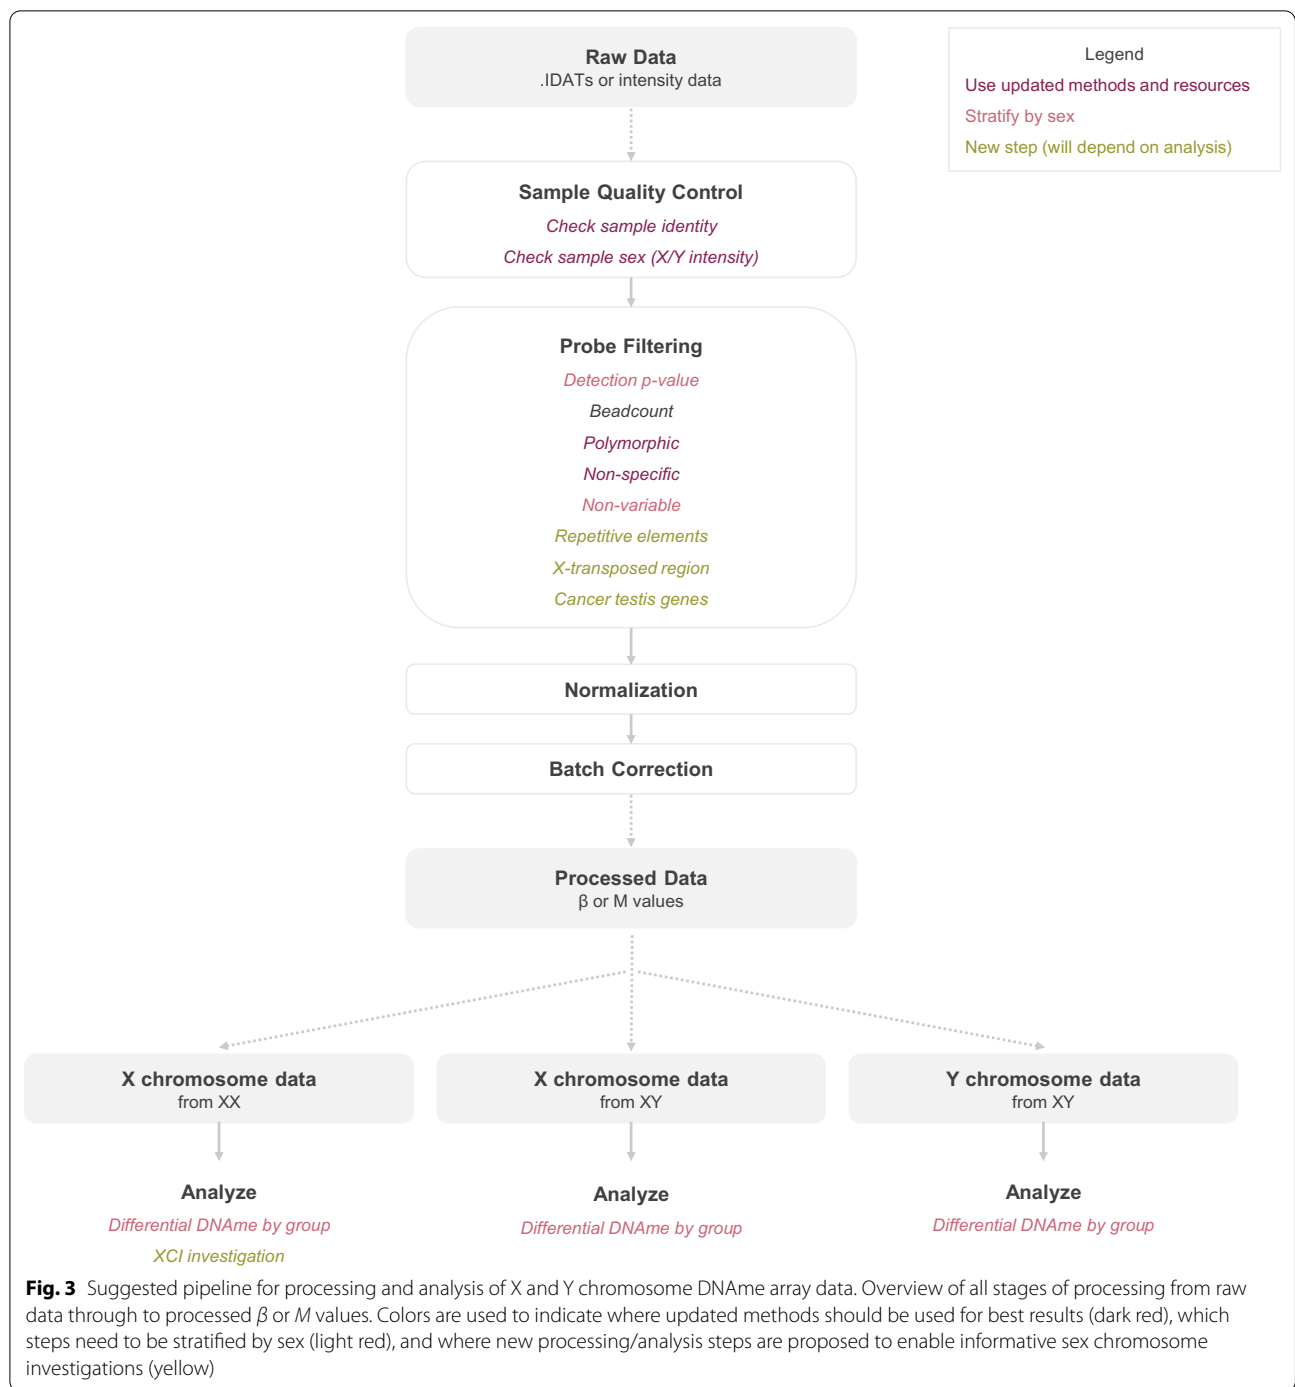 Raw Data
.IDATs or intensity data
Legend
Use updated methods and resources
Stratify by sex
New step (will depend on analysis)
Sample Quality Control
Check sample identity
Check sample sex (X/Y intensity)
Probe Filtering
Detection p-value
Beadcount
Polymorphic
Non-specific
Non-variable
Repetitive elements
X-transposed region
Cancer testis genes
Normalization
Batch Correction
Processed Data
β or M values
X chromosome data
from XX
X chromosome data
from XY
Y chromosome data
from XY
Analyze
Differential DNAme by group
XCI investigation
Analyze
Differential DNAme by group
Analyze
Differential DNAme by group
Fig. 3 Suggested pipeline for processing and analysis of X and Y chromosome DNAme array data. Overview of all stages of processing from raw
data through to processed β or M values. Colors are used to indicate where updated methods should be used for best results (dark red), which
steps need to be stratified by sex (light red), and where new processing/analysis steps are proposed to enable informative sex chromosome
investigations (yellow)